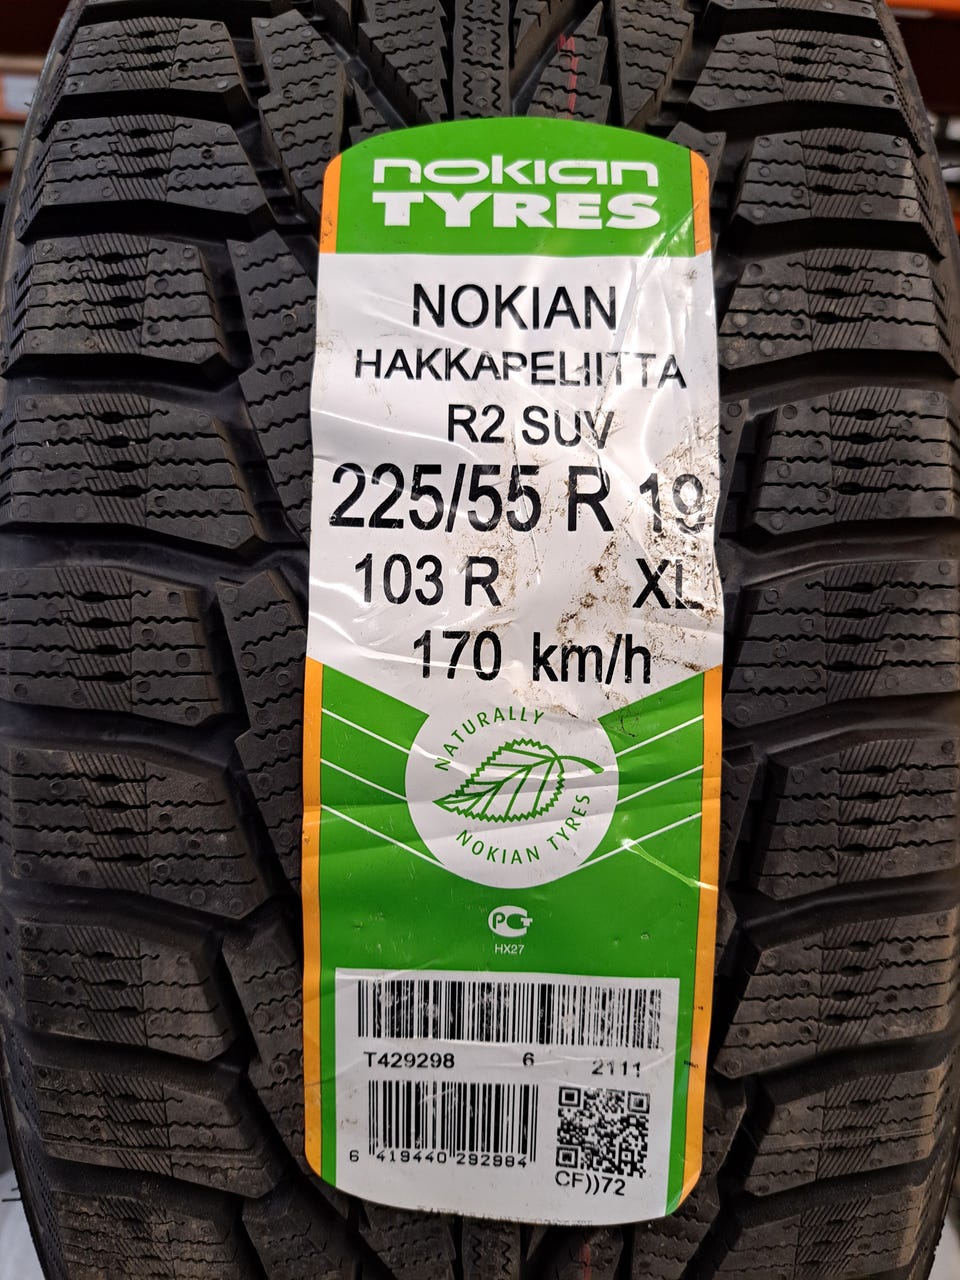 nokian
TYRES
NOKIAN
HAKKAPELIITTA
R2 SUV
225/55 R 19
103 R XL
170 km/h
NATURALLY
NOKIAN TYRES
PCT
HX27
T429298 6 2111
6 419440 292984
CF))72